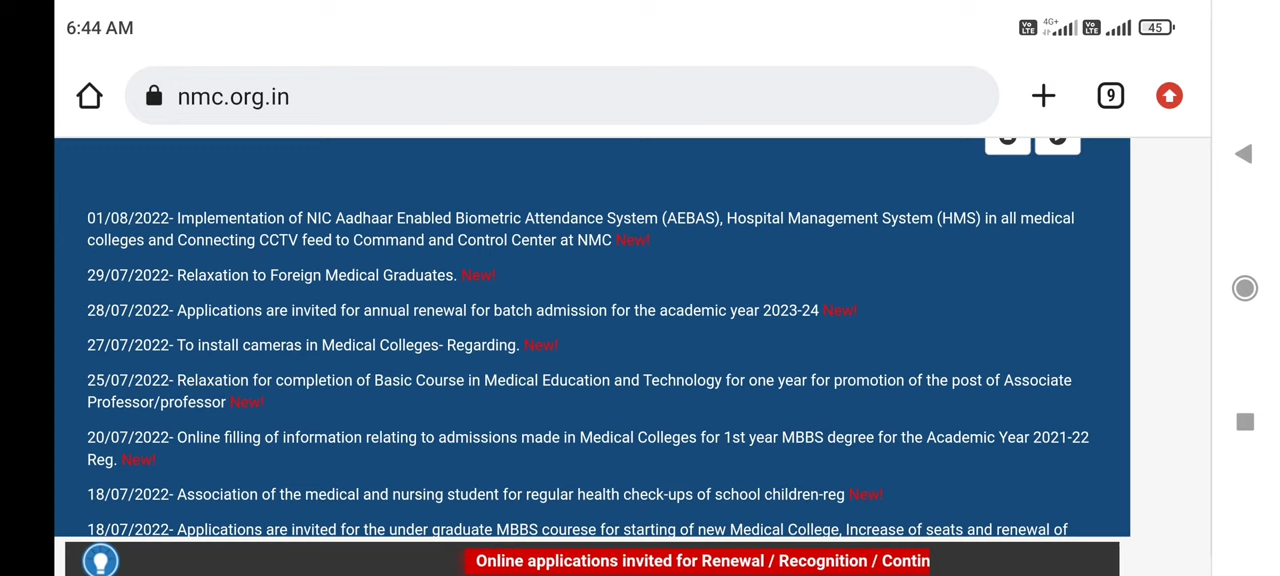 6:44 AM
Vo LTE 4G+ Vo LTE 45
nmc.org.in
9
01/08/2022- Implementation of NIC Aadhaar Enabled Biometric Attendance System (AEBAS), Hospital Management System (HMS) in all medical
colleges and Connecting CCTV feed to Command and Control Center at NMC New!
29/07/2022- Relaxation to Foreign Medical Graduates. New!
28/07/2022- Applications are invited for annual renewal for batch admission for the academic year 2023-24 New!
27/07/2022- To install cameras in Medical Colleges- Regarding. New!
25/07/2022- Relaxation for completion of Basic Course in Medical Education and Technology for one year for promotion of the post of Associate
Professor/professor New!
20/07/2022- Online filling of information relating to admissions made in Medical Colleges for 1st year MBBS degree for the Academic Year 2021-22
Reg. New!
18/07/2022- Association of the medical and nursing student for regular health check-ups of school children-reg New!
18/07/2022- Applications are invited for the under graduate MBBS courese for starting of new Medical College, Increase of seats and renewal of
Online applications invited for Renewal / Recognition / Contin